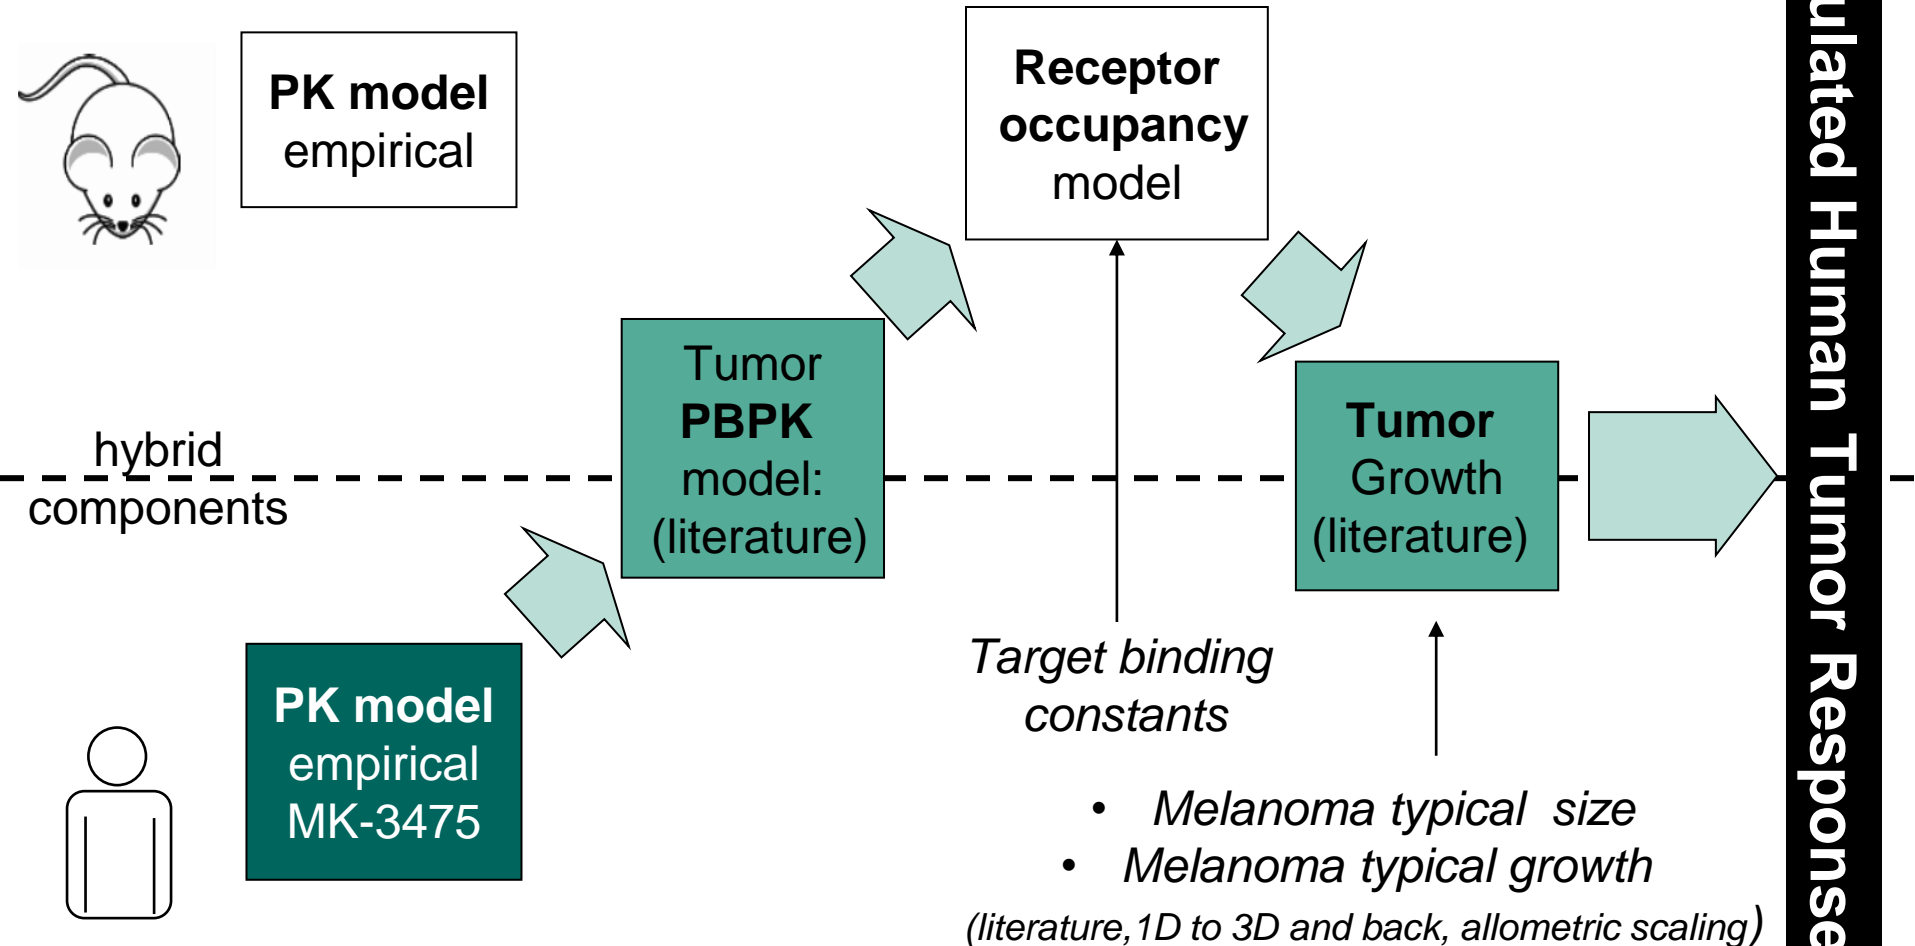 PK model
empirical
Receptor
occupancy
model
Tumor
PBPK
model:
(literature)
hybrid
components
Tumor
Growth
(literature)
PK model
empirical
MK-3475
Target binding
constants
• Melanoma typical size
• Melanoma typical growth
(literature,1D to 3D and back, allometric scaling)
ulated Human Tumor Response